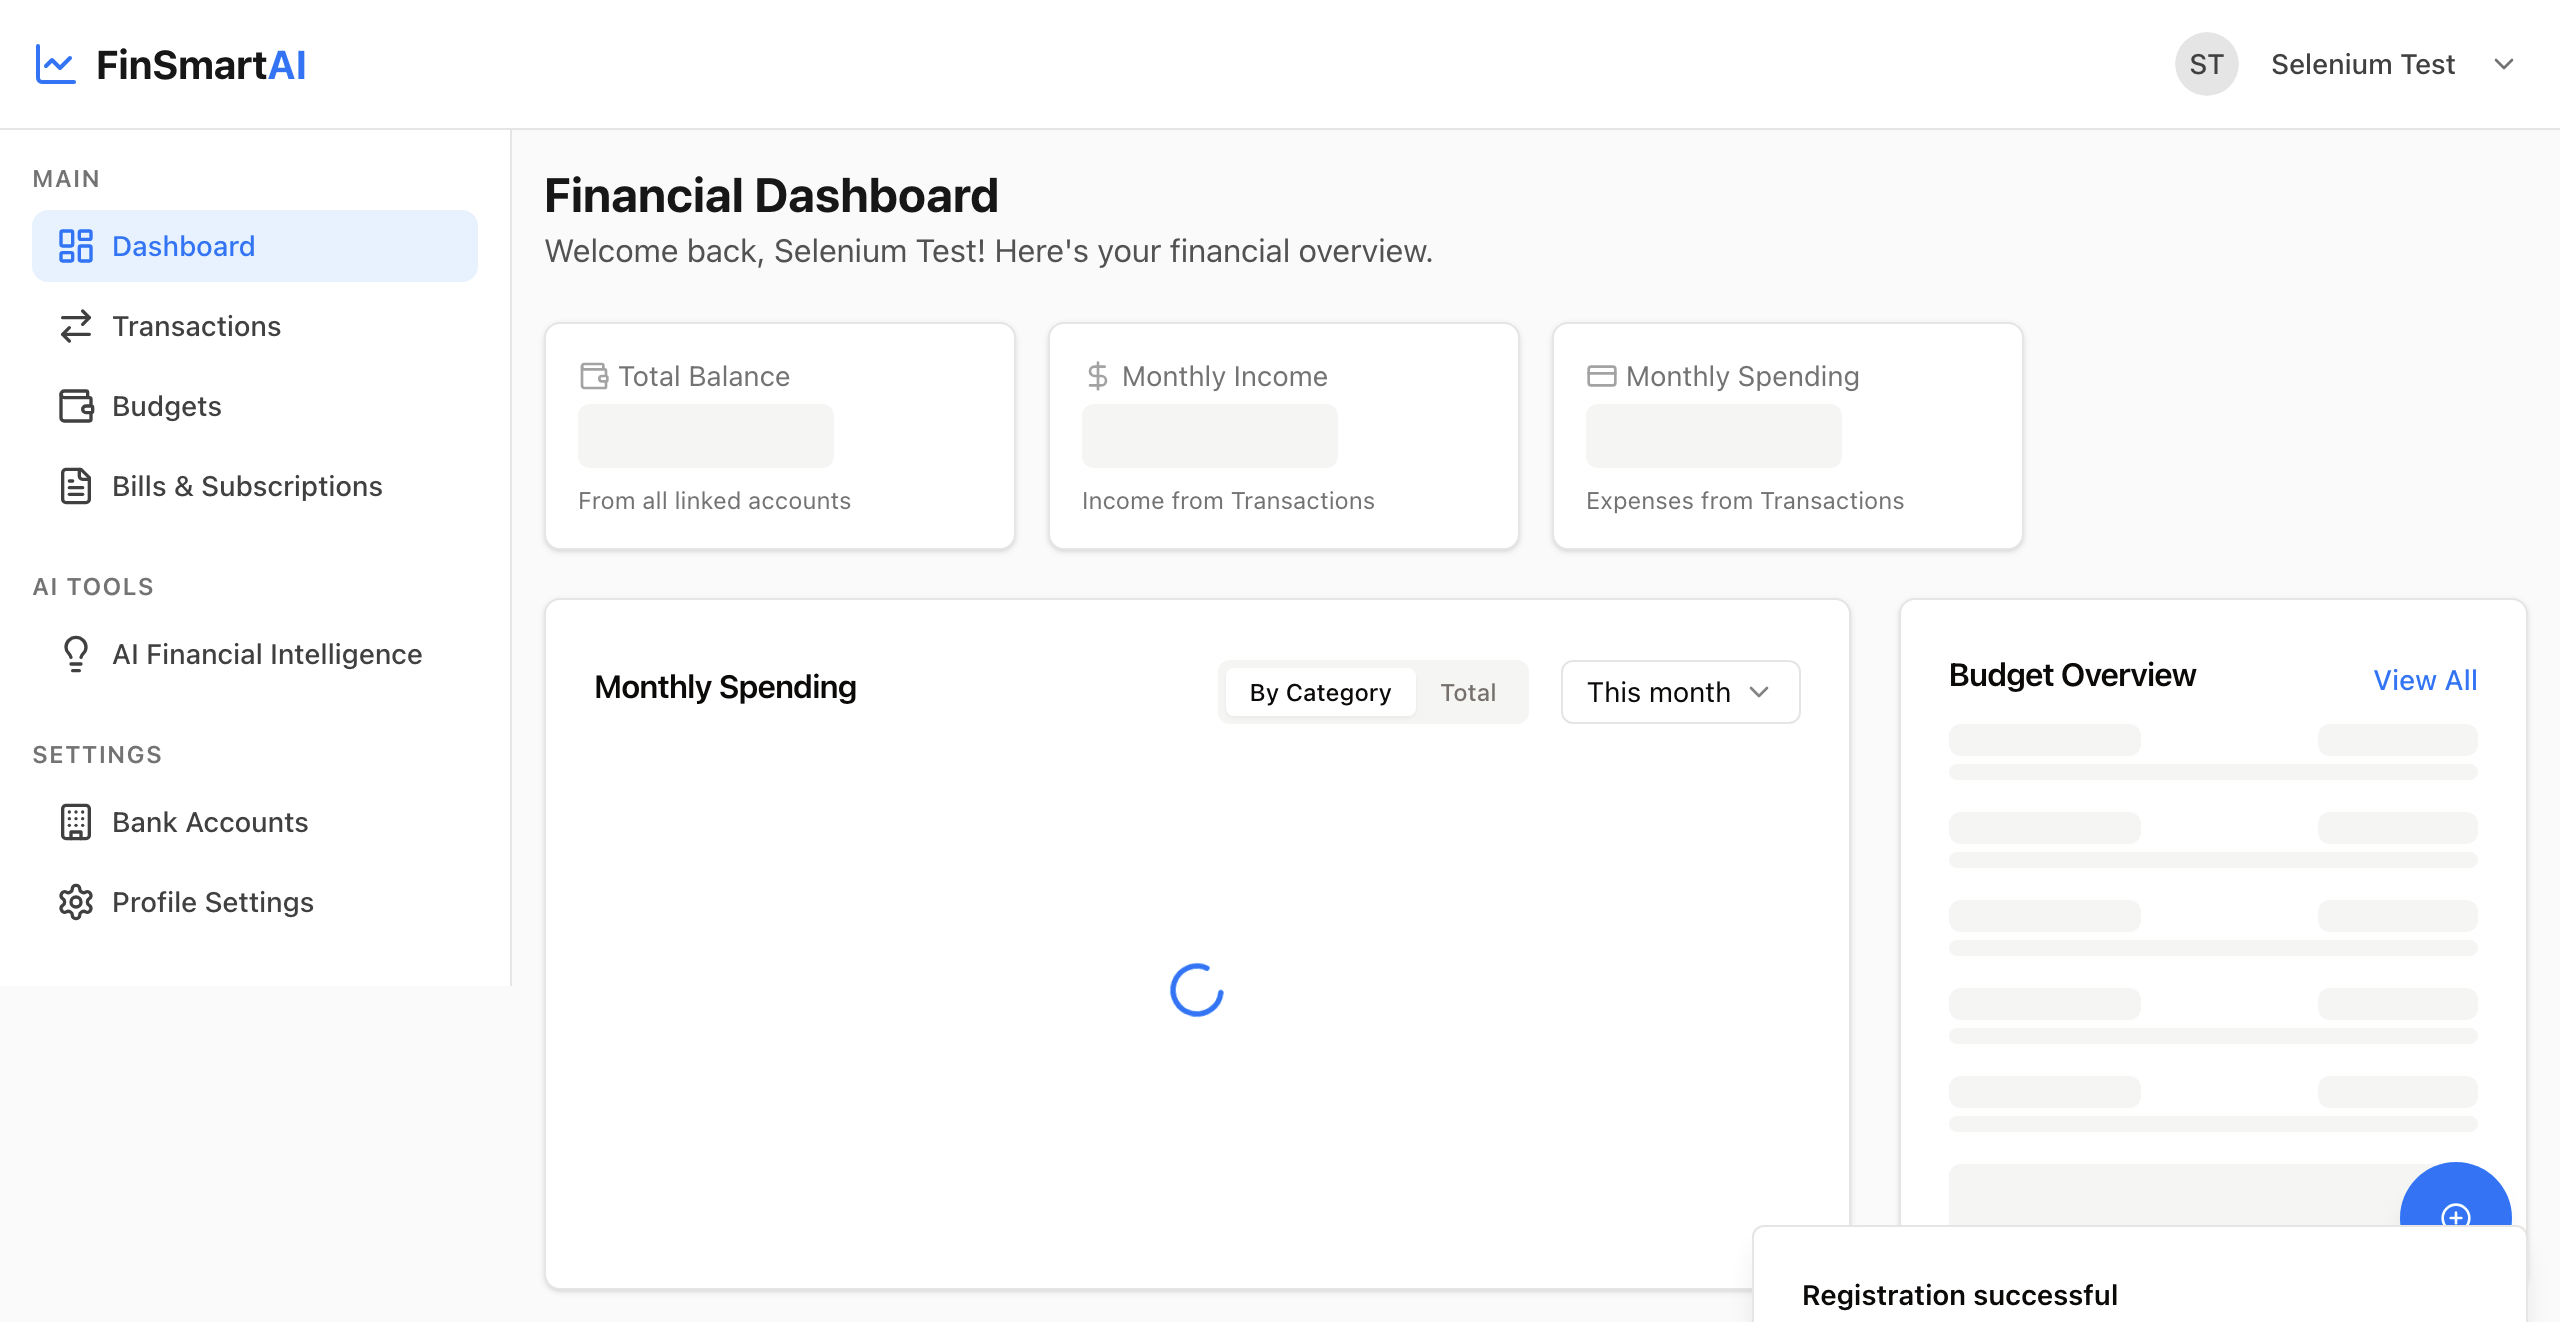 FinSmartAI
ST
Selenium Test
MAIN
Dashboard
Transactions
Budgets
Bills & Subscriptions
AI TOOLS
AI Financial Intelligence
SETTINGS
Bank Accounts
Profile Settings
Financial Dashboard
Welcome back, Selenium Test! Here's your financial overview.
Total Balance
From all linked accounts
Monthly Income
Income from Transactions
Monthly Spending
Expenses from Transactions
Monthly Spending
By Category
Total
This month
Budget Overview
View All
Registration successful